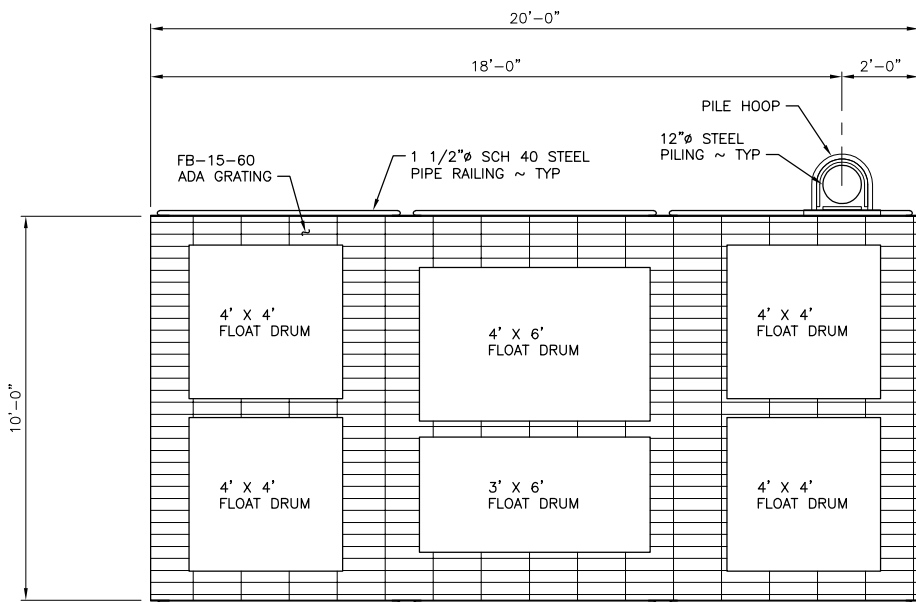 20'-0"
18'-0"
2'-0"
PILE HOOP
12"ø STEEL
PILING ~ TYP
FB-15-60
ADA GRATING
1 1/2"ø SCH 40 STEEL
PIPE RAILING ~ TYP
10'-0"
4' X 4'
FLOAT DRUM
4' X 6'
FLOAT DRUM
4' X 4'
FLOAT DRUM
4' X 4'
FLOAT DRUM
3' X 6'
FLOAT DRUM
4' X 4'
FLOAT DRUM